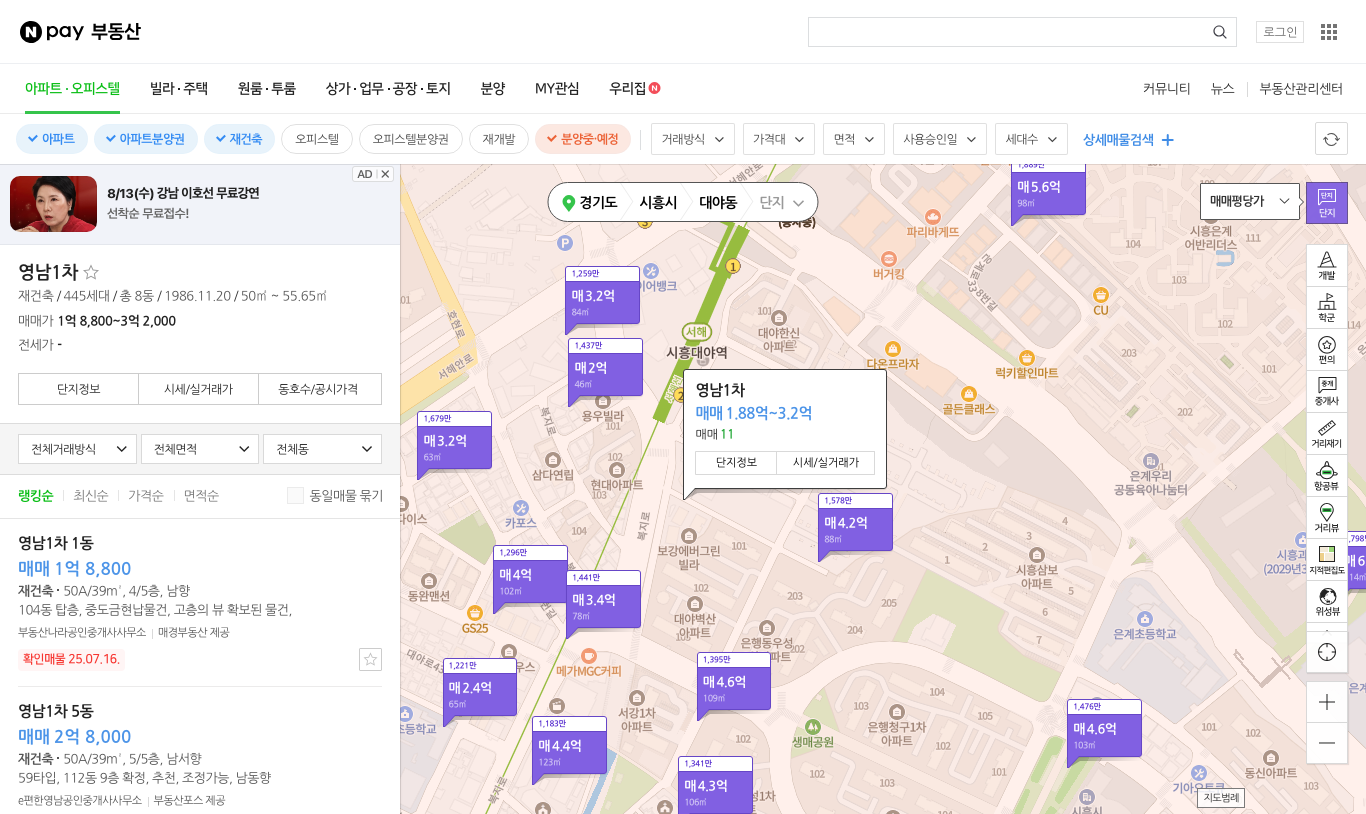 N pay 부동산
로그인
아파트 · 오피스텔
빌라 · 주택
원룸 · 투룸
상가 · 업무 · 공장 · 토지
분양
MY관심
우리집 N
커뮤니티
뉴스
부동산관리센터
아파트
아파트분양권
재건축
오피스텔
오피스텔분양권
재개발
분양중·예정
거래방식
가격대
면적
사용승인일
세대수
상세매물검색
AD
8/13(수) 강남 이호선 무료강연
선착순 무료접수!
영남1차
재건축 / 445세대 / 총 8동 / 1986.11.20 / 50㎡ ~ 55.65㎡
매매가 1억 8,800~3억 2,000
전세가 -
단지정보
시세/실거래가
동호수/공시가격
전체거래방식
전체면적
전체동
랭킹순
최신순
가격순
면적순
동일매물 묶기
영남1차 1동
매매 1억 8,800
재건축 · 50A/39m², 4/5층, 남향
104동 탑층, 중도금현납물건, 고층의 뷰 확보된 물건,
부동산나라공인중개사사무소
매경부동산 제공
확인매물 25.07.16.
영남1차 5동
매매 2억 8,000
재건축 · 50A/39m², 5/5층, 남서향
59타입, 112동 9층 확정, 추천, 조정가능, 남동향
e편한영남공인중개사사무소
부동산포스 제공
경기도
시흥시
대야동
단지
매매평당가
단지
단지
개발
학군
편의
중개
중개사
거리재기
항공뷰
거리뷰
지적편집도
위성뷰
지도범례
매5.6억
98㎡
1,259만
매3.2억
84㎡
1,437만
매2억
46㎡
1,679만
매3.2억
63㎡
영남1차
매매 1.88억~3.2억
매매 11
단지정보
시세/실거래가
1,578만
매4.2억
88㎡
1,296만
매4억
102㎡
1,441만
매3.4억
78㎡
1,221만
매2.4억
65㎡
1,395만
매4.6억
109㎡
1,183만
매4.4억
123㎡
1,341만
매4.3억
106㎡
1,476만
매4.6억
103㎡
서해안로
호현로
서해안로
서해
시흥대야역
1
2
파리바게뜨
버거킹
대야한신
아파트
다온프라자
골든클래스
럭키할인마트
CU
시흥은계
어반리더스
은계우리
공동육아나눔터
용우빌라
삼다연립
현대아파트
카포스
동완맨션
GS25
메가MGC커피
보강에버그린
빌라
대야벽산
아파트
은행동우성
서강1차
아파트
생매공원
은행청구1차
아파트
시흥삼보
아파트
은계초등학교
동신아파트
복지로
복지로
복지로
P